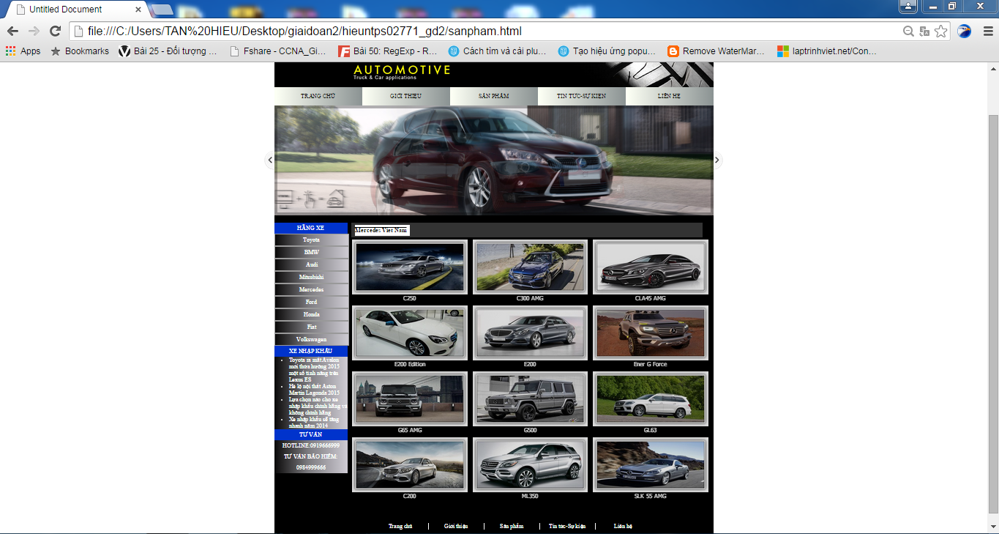 Untitled Document
file:///C:/Users/TAN%20HIEU/Desktop/giaidoan2/hieuntps02771_gd2/sanpham.html
Apps
Bookmarks
Bài 25 - Đối tượng ...
Fshare - CCNA_Gi...
Bài 50: RegExp - R...
Cách tìm và cài plu...
Tạo hiệu ứng popu...
Remove WaterMar...
laptrinhviet.net/Con...
AUTOMOTIVE
Truck & Car applications
TRANG CHỦ
GIỚI THIỆU
SẢN PHẨM
TIN TỨC-SỰ KIỆN
LIÊN HỆ
HÃNG XE
Toyota
BMW
Audi
Mitsubishi
Mercedes
Ford
Honda
Fiat
Volkswagen
XE NHẬP KHẨU
Toyota ra mắt Avalon
mới thừa hưởng 2015
một số tính năng trên
Lexus ES
Hé lộ nội thất Aston
Martin Lagonda 2015
Lựa chọn nào cho xe
nhập khẩu chính hãng và
không chính hãng
Xe nhập khẩu sẽ tăng
nhanh năm 2014
TƯ VẤN
HOTLINE:0919666999
TƯ VẤN BẢO HIỂM:
0984999666
Mercedes Việt Nam
C250
C300 AMG
CLA45 AMG
E200 Edition
E200
Ener G Force
G65 AMG
G500
GL63
C200
ML350
SLK 55 AMG
Trang chủ
Giới thiệu
Sản phẩm
Tin tức-Sự kiện
Liên hệ